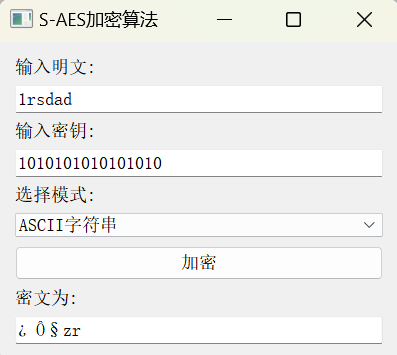 S-AES加密算法
输入明文:
1rsdad
输入密钥:
1010101010101010
选择模式:
ASCII字符串
加密
密文为:
¿ Ô§zr